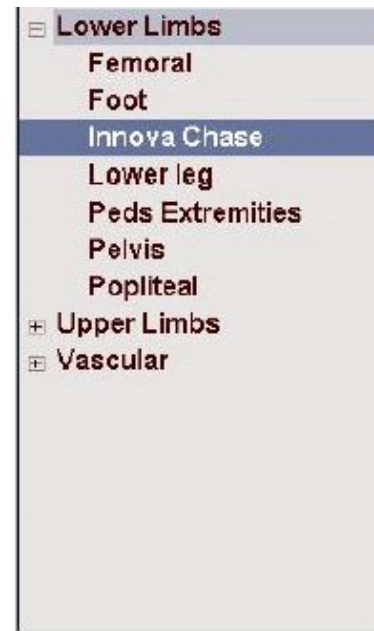 Lower Limbs
Femoral
Foot
Innova Chase
Lower leg
Peds Extremities
Pelvis
Popliteal
Upper Limbs
Vascular